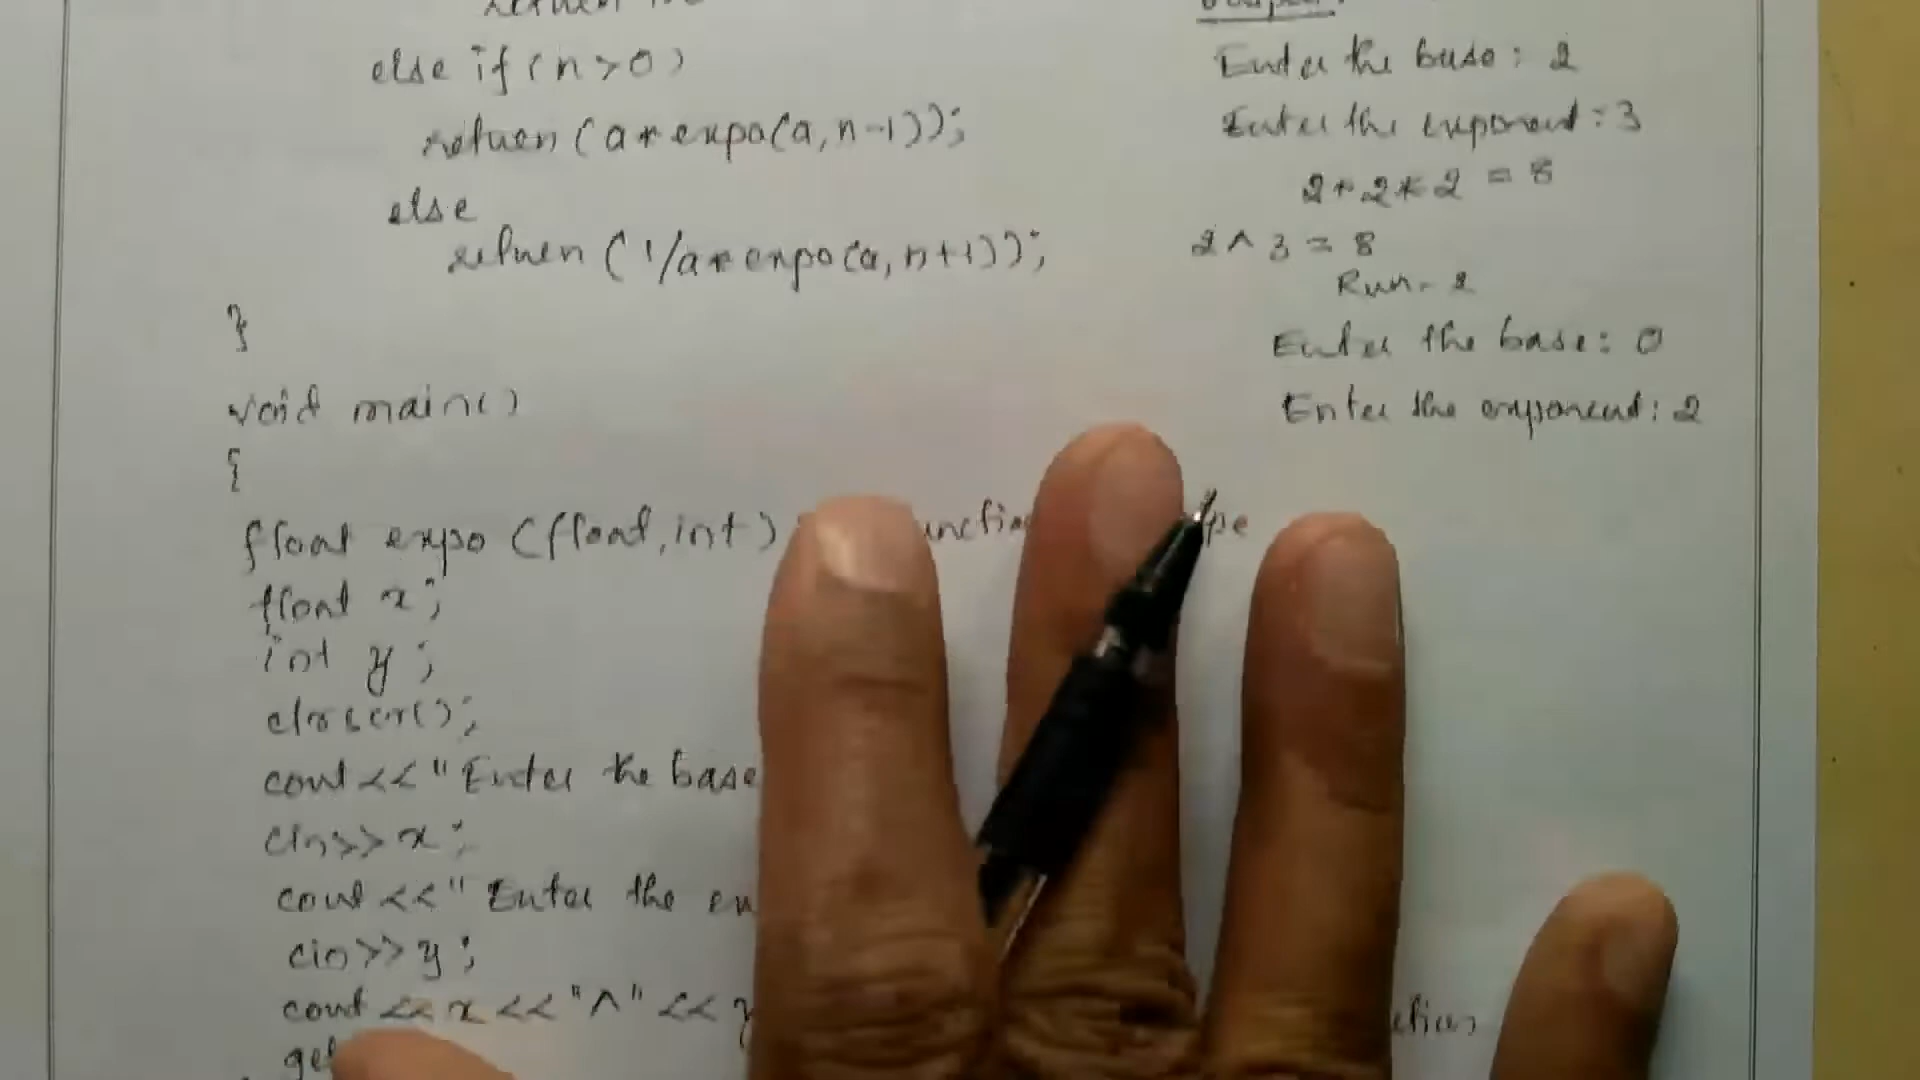 else if (n>0)
return (a* expo(a, n-1));
else
return (1/a* expo(a, n+1));
}
void main()
{
float expo (float, int)
float x;
int y;
clrscr();
cout<<"Enter the base
cin>>x;
cout<<"Enter the
cin>>y;
cout <<x<<"^"<<
Output:
Enter the base: 2
Enter the exponent: 3
2*2*2 = 8
2^3 = 8
Run-2
Enter the base: 0
Enter the exponent: 2